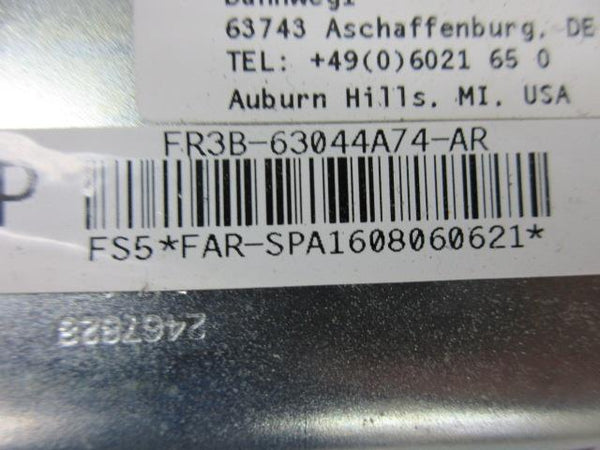 63743 Aschaffenburg, DE
TEL: +49(0)6021 65 0
Auburn Hills, MI, USA
FR3B-63044A74-AR
P
FS5*FAR-SPA1608060621*